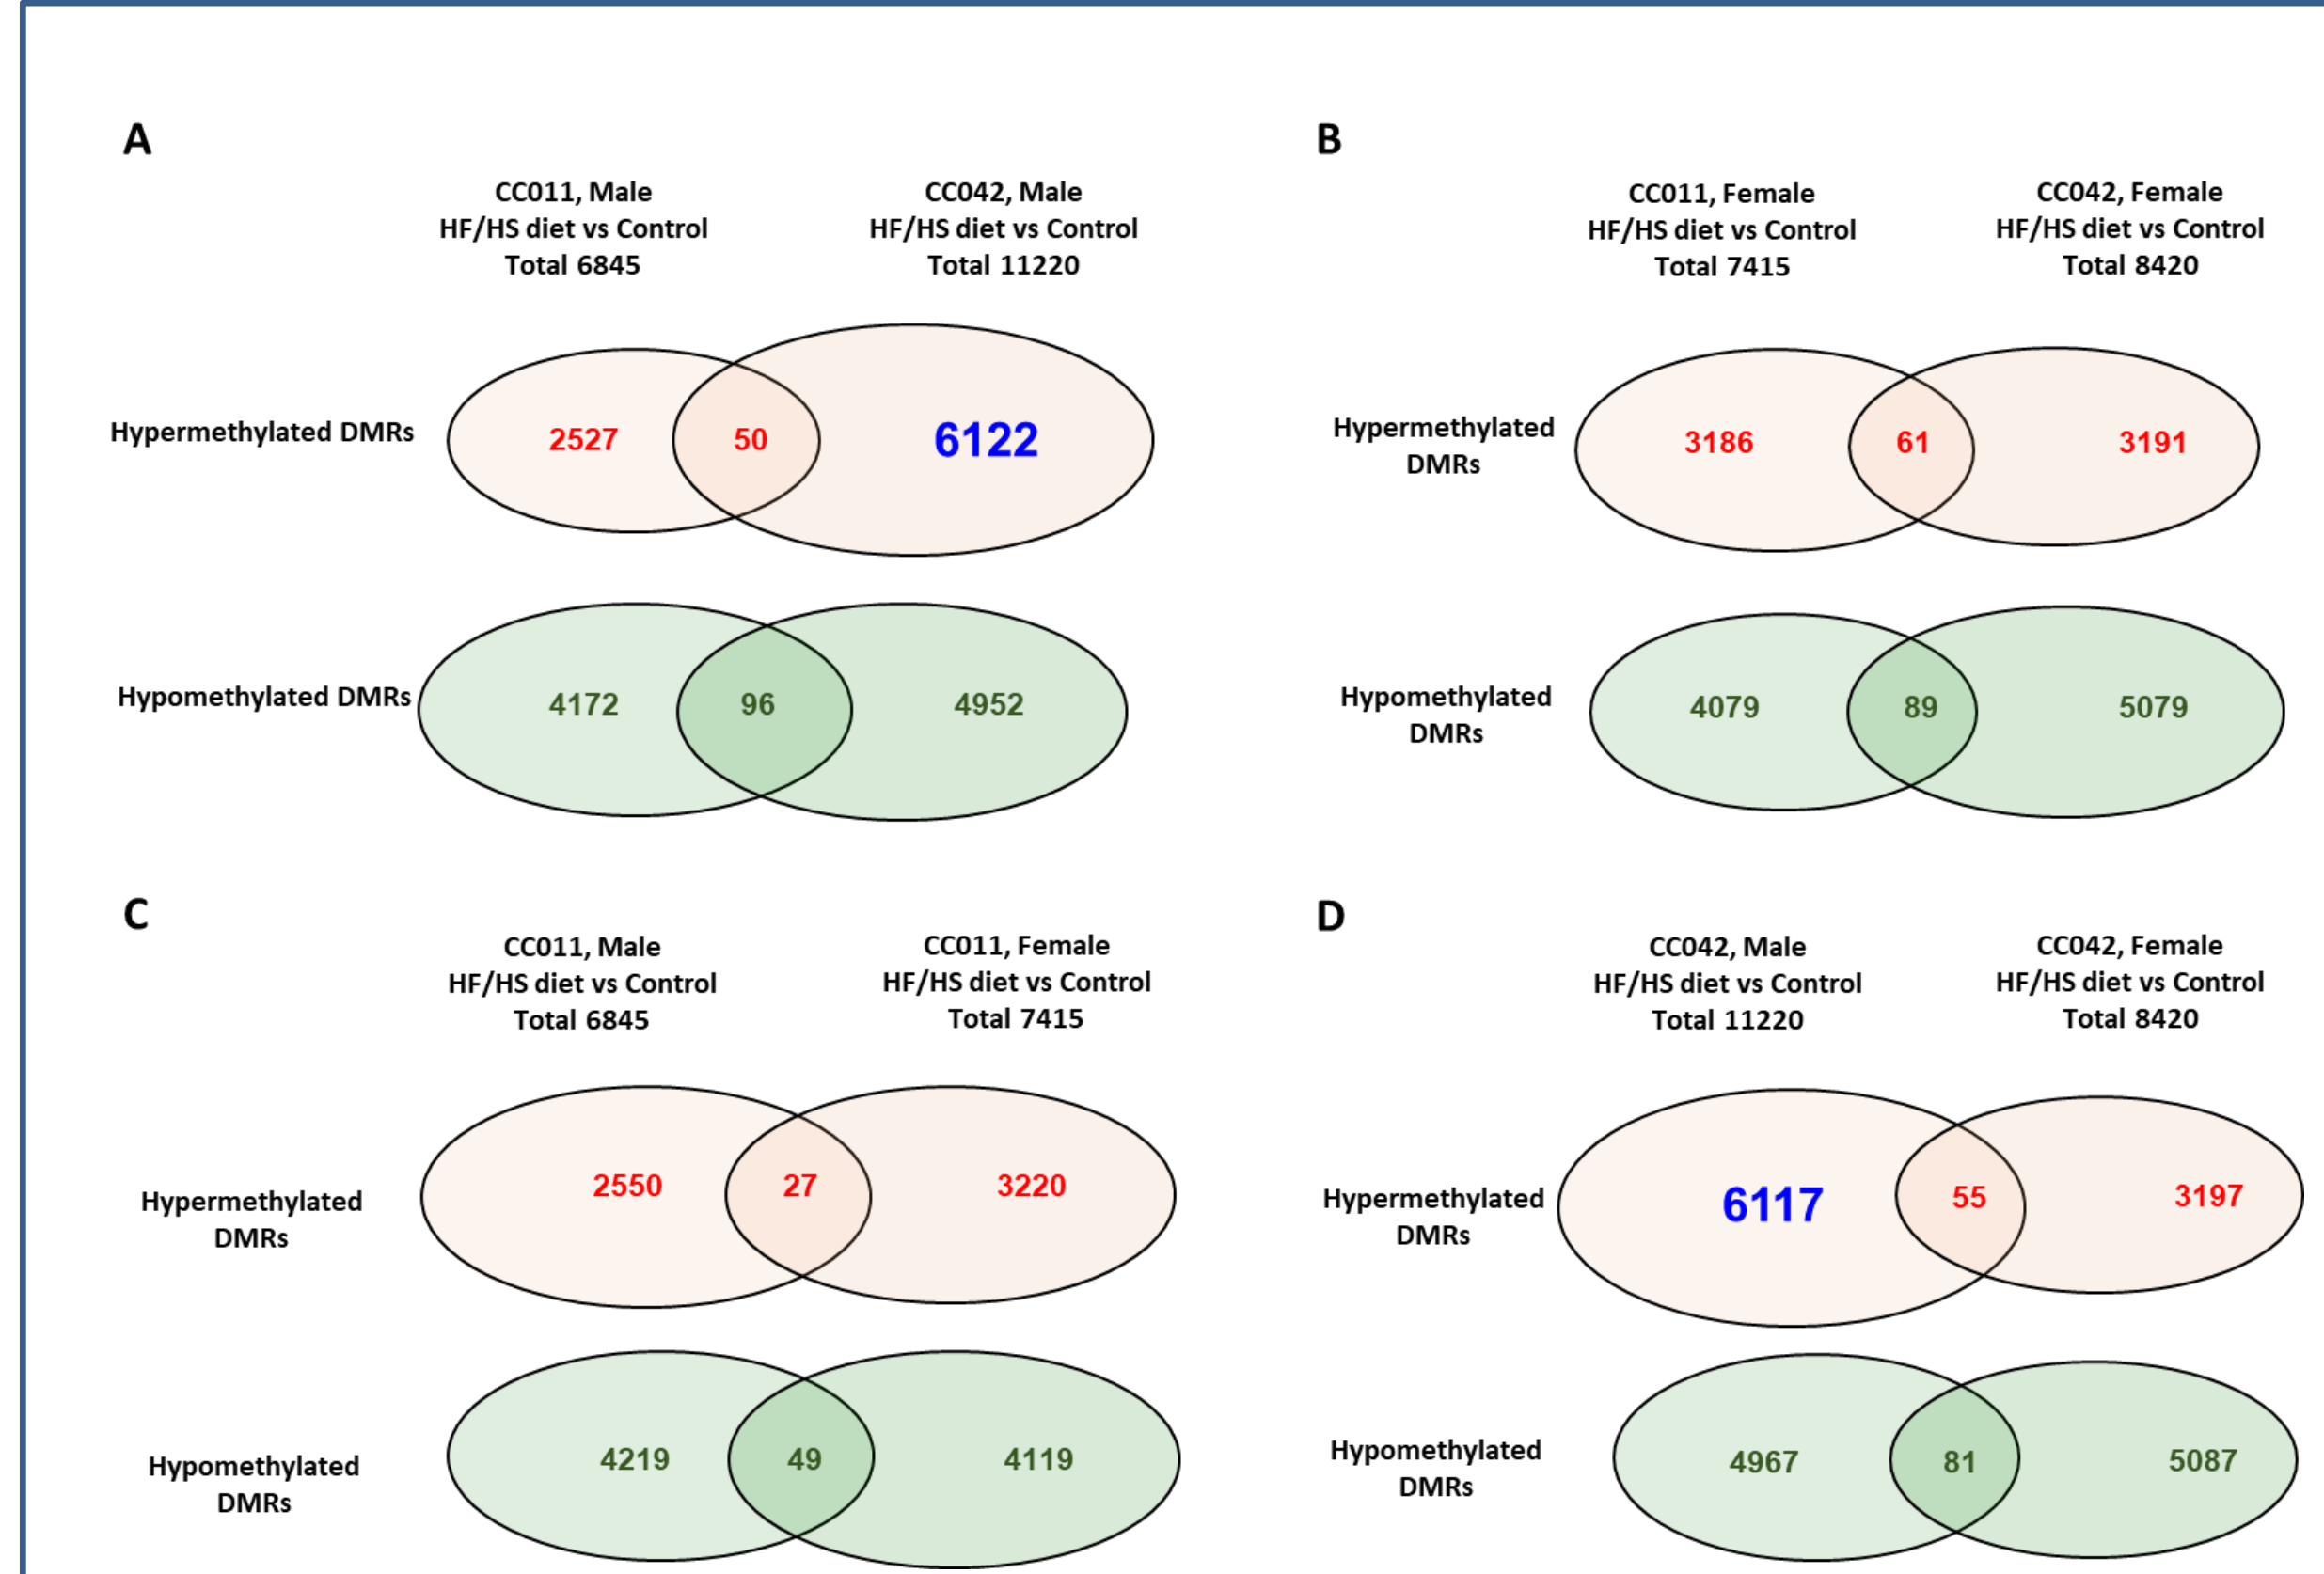 A
CC011, Male
HF/HS diet vs Control
Total 6845
CC042, Male
HF/HS diet vs Control
Total 11220
Hypermethylated DMRs
2527
50
6122
Hypomethylated DMRs
4172
96
4952
B
CC011, Female
HF/HS diet vs Control
Total 7415
CC042, Female
HF/HS diet vs Control
Total 8420
Hypermethylated
DMRs
3186
61
3191
Hypomethylated
DMRs
4079
89
5079
C
CC011, Male
HF/HS diet vs Control
Total 6845
CC011, Female
HF/HS diet vs Control
Total 7415
Hypermethylated
DMRs
2550
27
3220
Hypomethylated
DMRs
4219
49
4119
D
CC042, Male
HF/HS diet vs Control
Total 11220
CC042, Female
HF/HS diet vs Control
Total 8420
Hypermethylated
DMRs
6117
55
3197
Hypomethylated
DMRs
4967
81
5087